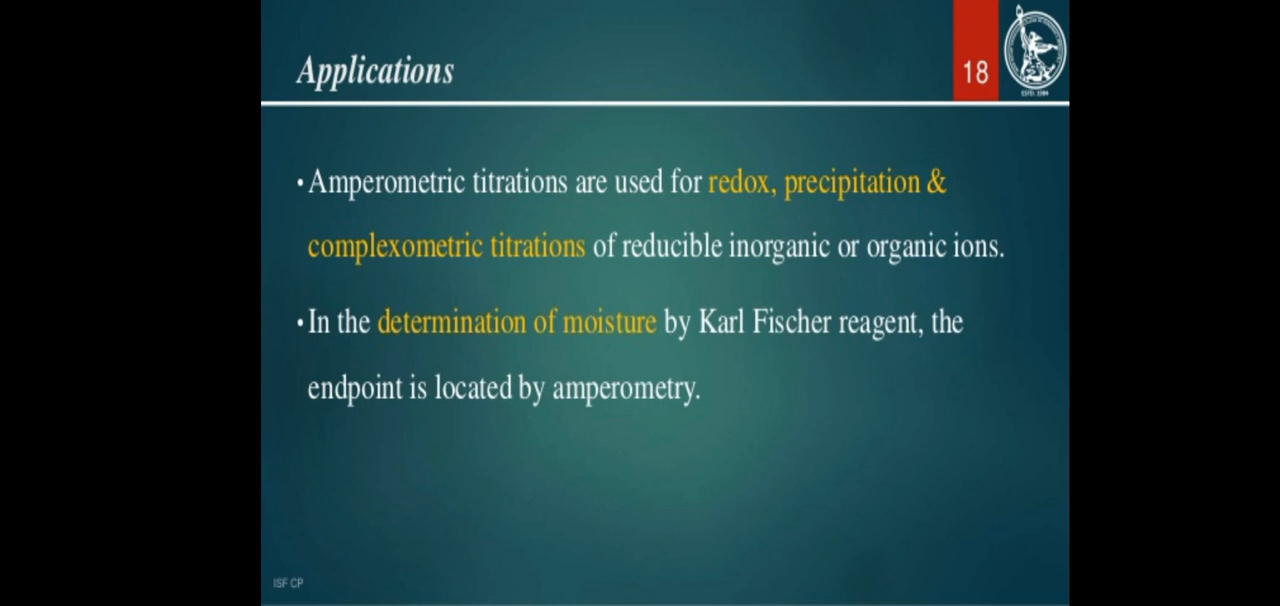 Applications
18
• Amperometric titrations are used for redox, precipitation &
complexometric titrations of reducible inorganic or organic ions.
• In the determination of moisture by Karl Fischer reagent, the
endpoint is located by amperometry.
ISF CP